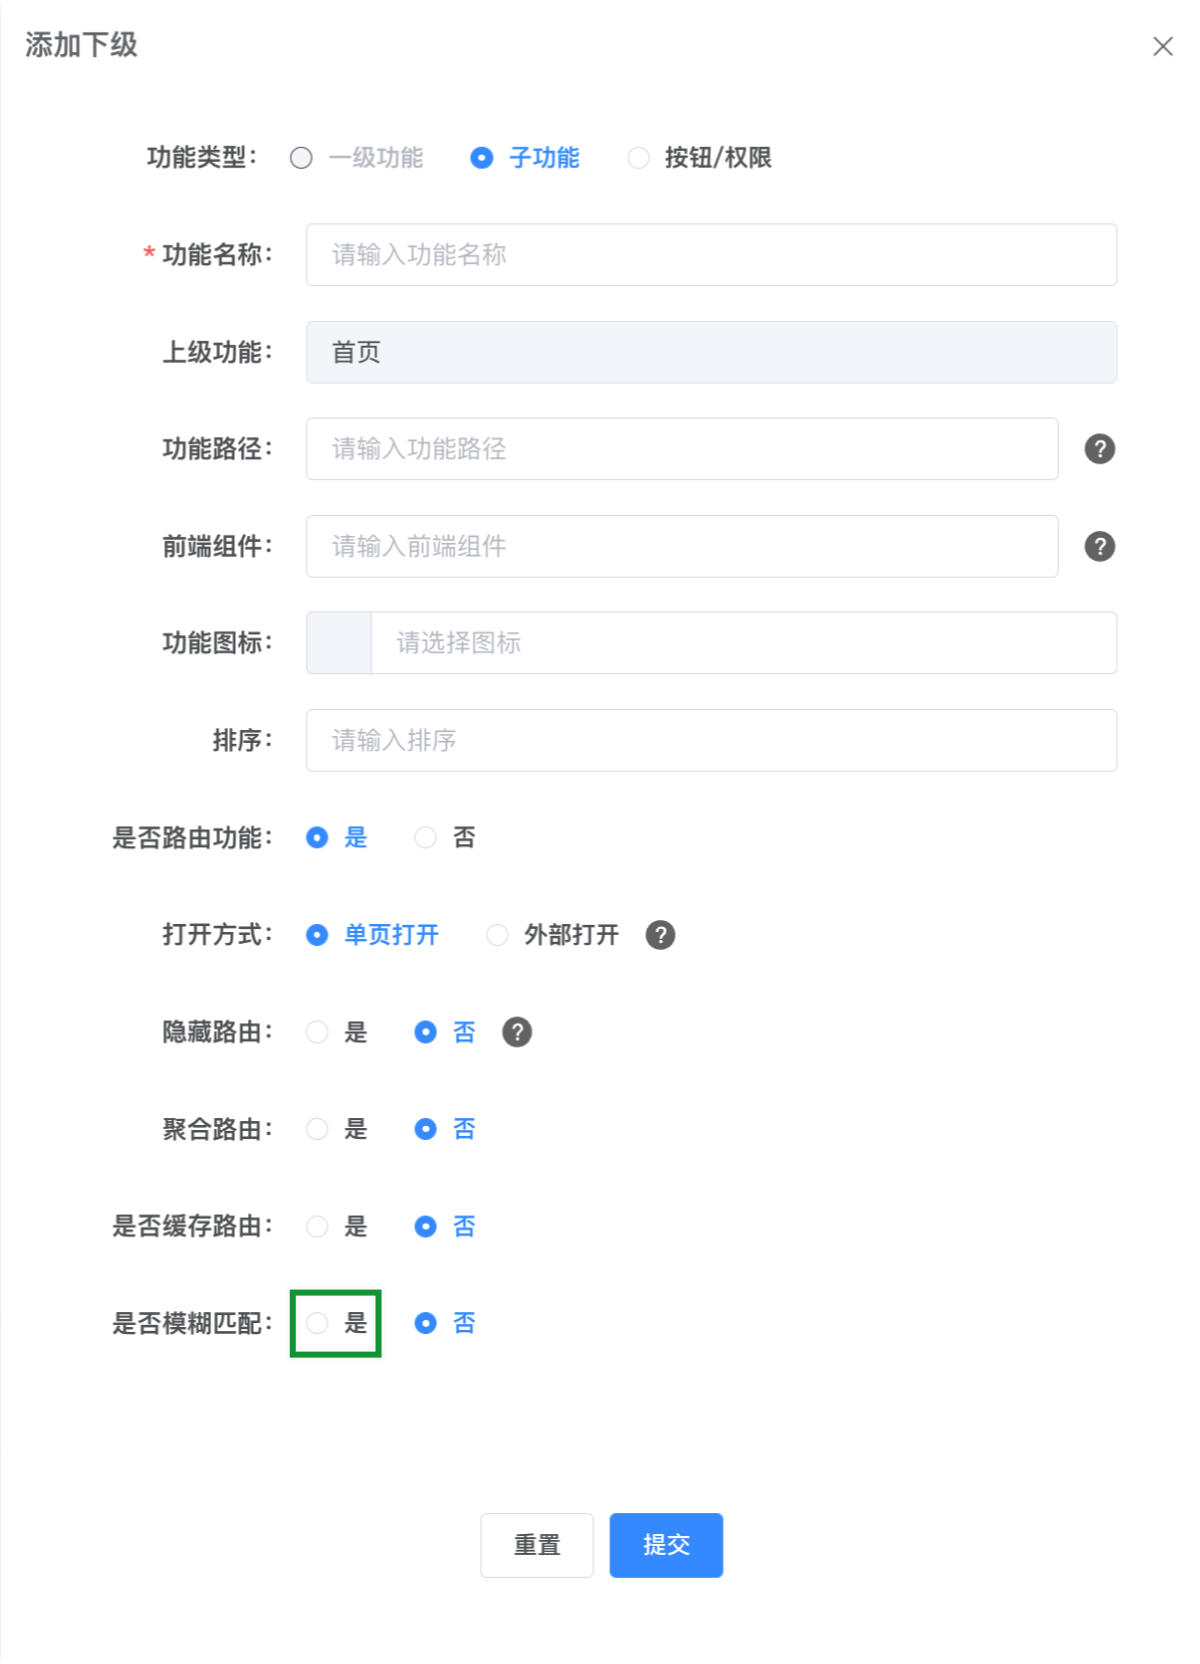 添加下级
功能类型： 一级功能 子功能 按钮/权限
* 功能名称： 请输入功能名称
上级功能： 首页
功能路径： 请输入功能路径 ?
前端组件： 请输入前端组件 ?
功能图标： 请选择图标
排序： 请输入排序
是否路由功能： 是 否
打开方式： 单页打开 外部打开 ?
隐藏路由： 是 否 ?
聚合路由： 是 否
是否缓存路由： 是 否
是否模糊匹配： 是 否
重置 提交